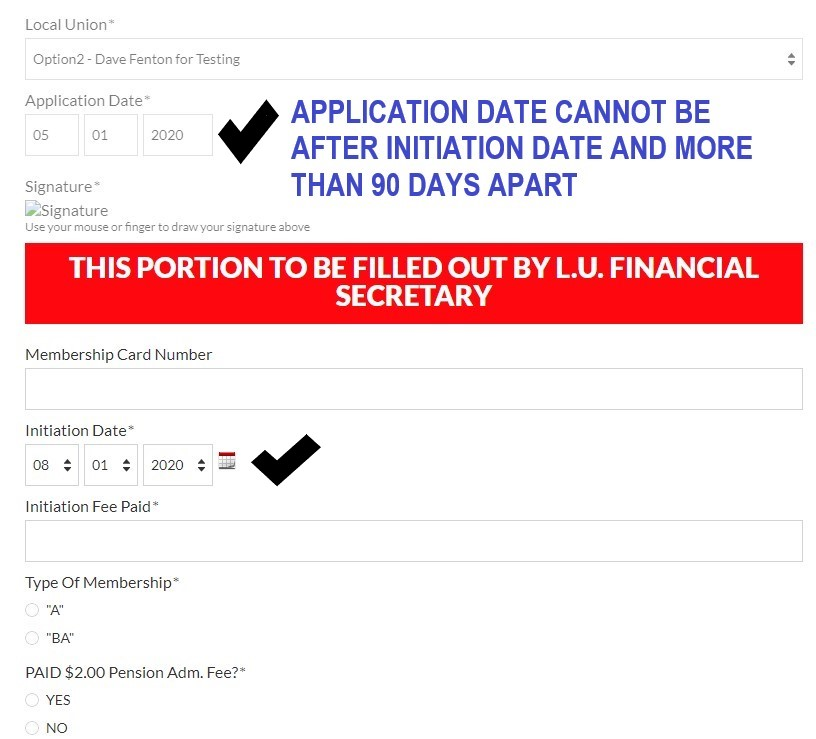 Local Union*
Option2 - Dave Fenton for Testing
Application Date*
05 01 2020
APPLICATION DATE CANNOT BE
AFTER INITIATION DATE AND MORE
THAN 90 DAYS APART
Signature*
Signature
Use your mouse or finger to draw your signature above
THIS PORTION TO BE FILLED OUT BY L.U. FINANCIAL
SECRETARY
Membership Card Number
Initiation Date*
08 01 2020
Initiation Fee Paid*
Type Of Membership*
"A"
"BA"
PAID $2.00 Pension Adm. Fee?*
YES
NO